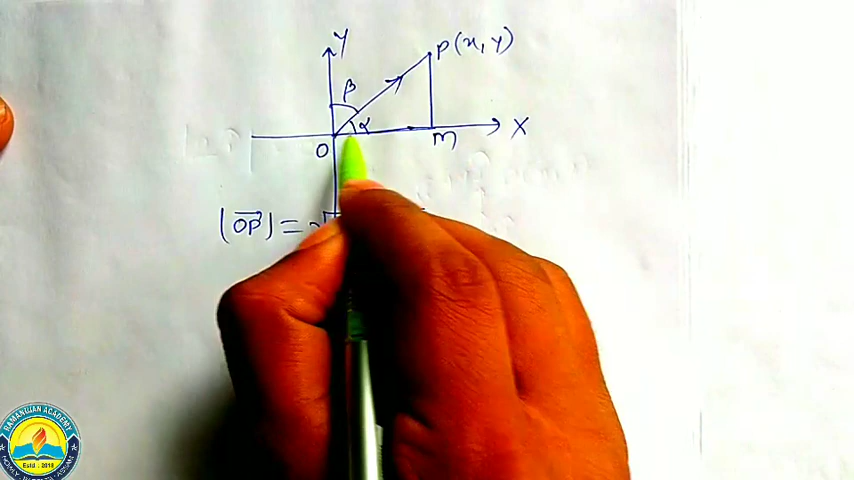 Y
P(x, y)
β
α
O
M
X
|OP| =
RAMANUJAN ACADEMY
Estd : 2018